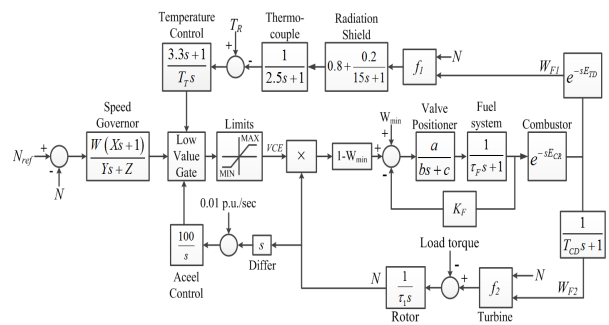 Temperature
Control
T_R
Thermo-
couple
Radiation
Shield
3.3s+1
T_T s
+
-
1
2.5s+1
0.8+ 0.2
15s+1
f_1
N
W_F1
e^{-sE_TD}
Speed
Governor
N_ref
+
-
N
W(Xs+1)
Ys+Z
Low
Value
Gate
Limits
MAX
MIN
VCE
×
1-W_min
W_min
+
+
-
Valve
Positioner
a
bs+c
Fuel
system
1
τ_F s+1
Combustor
e^{-sE_CR}
K_F
0.01 p.u./sec
100
s
-
+
s
Differ
Aceel
Control
Load torque
-
+
N
1
τ_1 s
Rotor
f_2
Turbine
N
W_F2
1
T_CD s+1